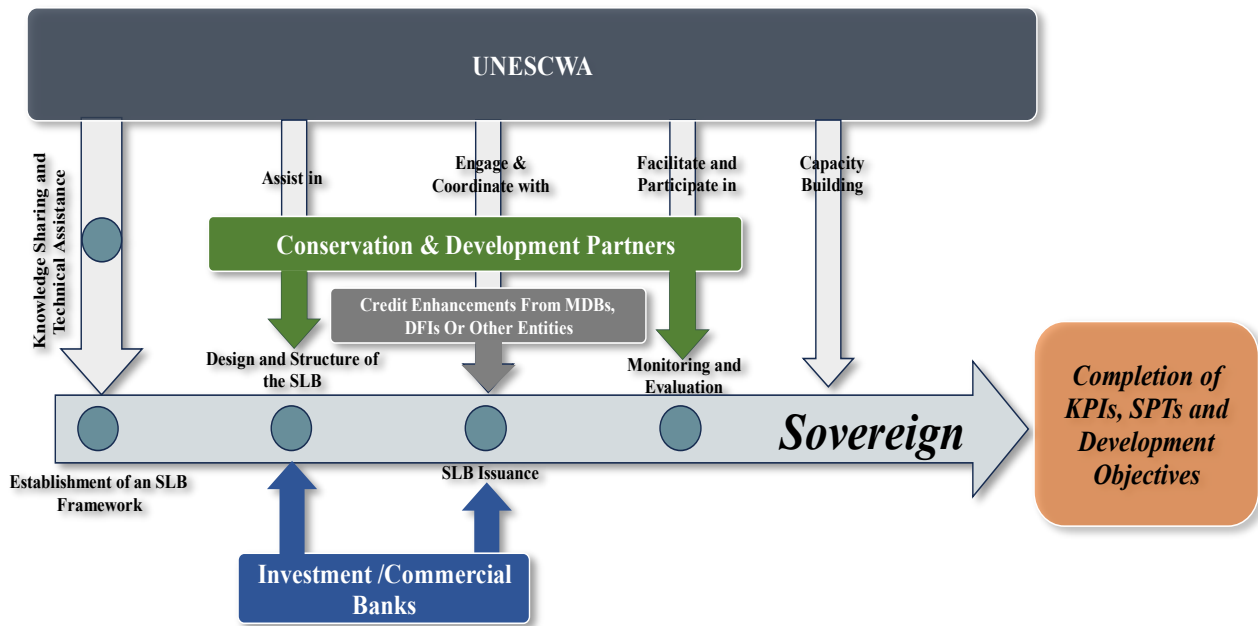 UNESCWA
Knowledge Sharing and
Technical Assistance
Assist in
Engage &
Coordinate with
Facilitate and
Participate in
Capacity
Building
Conservation & Development Partners
Credit Enhancements From MDBs,
DFIs Or Other Entities
Design and Structure of
the SLB
Monitoring and
Evaluation
Sovereign
Completion of
KPIs, SPTs and
Development
Objectives
Establishment of an SLB
Framework
SLB Issuance
Investment /Commercial
Banks